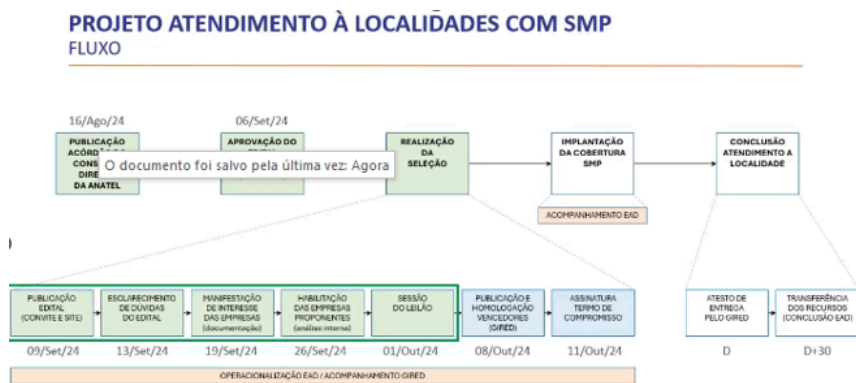 PROJETO ATENDIMENTO À LOCALIDADES COM SMP
FLUXO
16/Ago/24
06/Set/24
PUBLICAÇÃO
CONS
DIRE
DA ANATEL
APROVAÇÃO DO
O documento foi salvo pela última vez: Agora
REALIZAÇÃO
DA
SELEÇÃO
IMPLANTAÇÃO
DA COBERTURA
SMP
CONCLUSÃO
ATENDIMENTO A
LOCALIDADE
ACOMPANHAMENTO EAD
PUBLICAÇÃO
EDITAL
(CONVITE E SITE)
ESCLARECIMENTO
DE DÚVIDAS
DO EDITAL
MANIFESTAÇÃO
DE INTERESSE
DAS EMPRESAS
(documentação)
HABILITAÇÃO
DAS EMPRESAS
PROPONENTES
(análise interna)
SESSÃO
DO LEILÃO
PUBLICAÇÃO E
HOMOLOGAÇÃO
VENCEDORES
(GIRED)
ASSINATURA
TERMO DE
COMPROMISSO
ATESTO DE
ENTREGA
PELO GIRED
TRANSFERÊNCIA
DOS RECURSOS
(CONCLUSÃO EAD)
09/Set/24
13/Set/24
19/Set/24
26/Set/24
01/Out/24
08/Out/24
11/Out/24
D
D+30
OPERACIONALIZAÇÃO EAD / ACOMPANHAMENTO GIRED